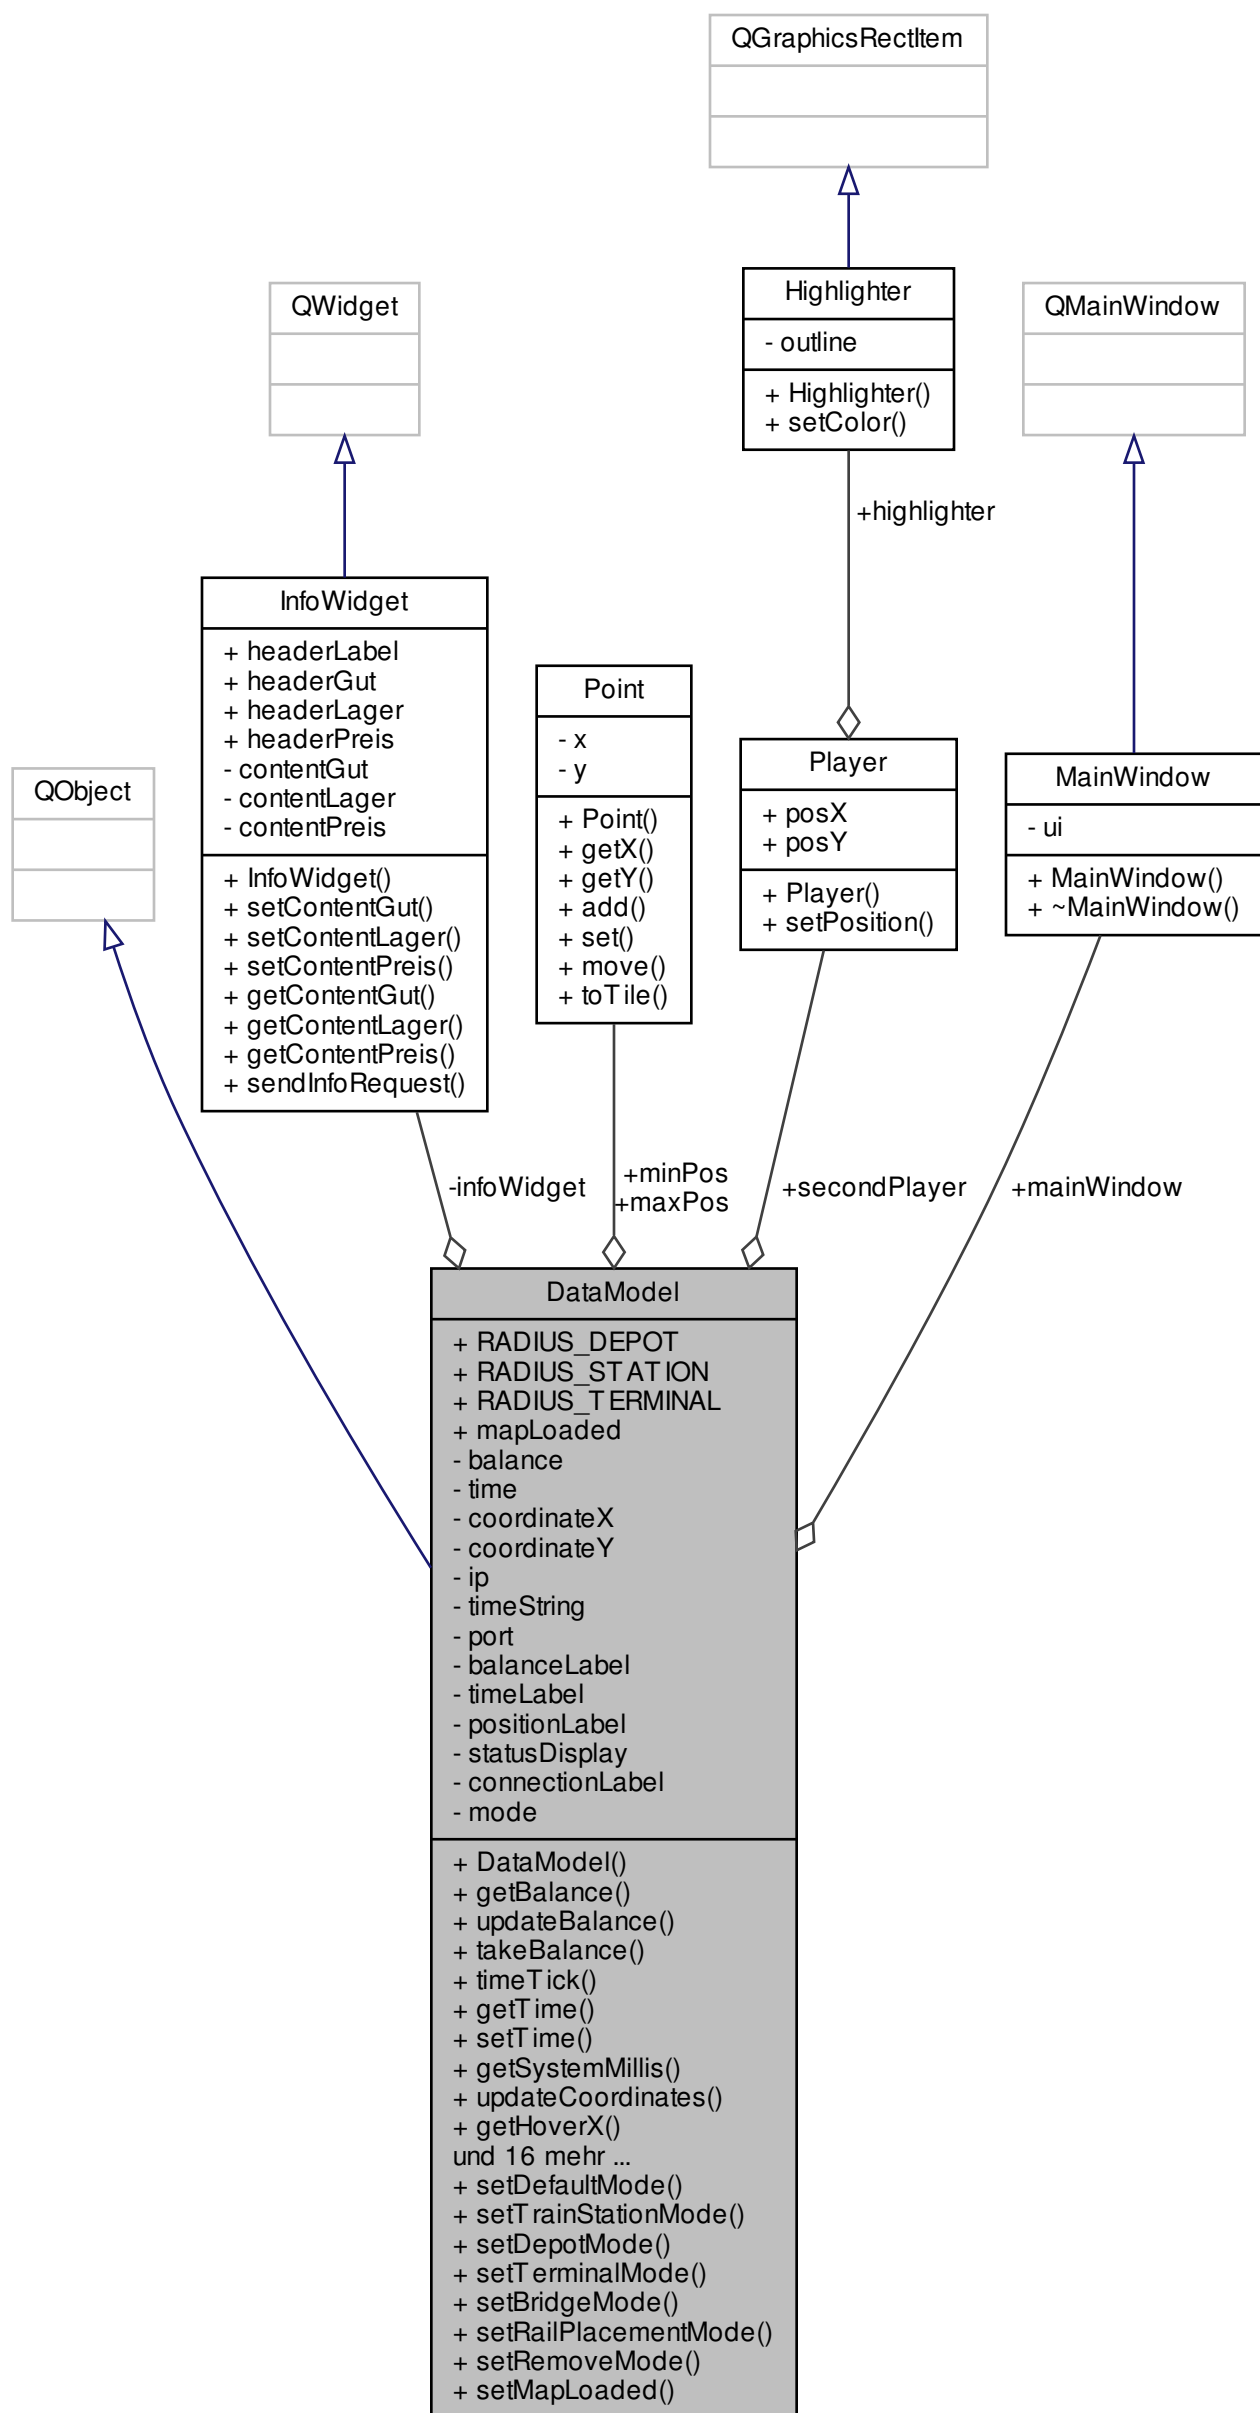 QGraphicsRectItem
Highlighter
- outline
+ Highlighter()
+ setColor()
QWidget
QMainWindow
+highlighter
InfoWidget
+ headerLabel
+ headerGut
+ headerLager
+ headerPreis
- contentGut
- contentLager
- contentPreis
+ InfoWidget()
+ setContentGut()
+ setContentLager()
+ setContentPreis()
+ getContentGut()
+ getContentLager()
+ getContentPreis()
+ sendInfoRequest()
Point
- x
- y
+ Point()
+ getX()
+ getY()
+ add()
+ set()
+ move()
+ toTile()
Player
+ posX
+ posY
+ Player()
+ setPosition()
MainWindow
- ui
+ MainWindow()
+ ~MainWindow()
QObject
-infoWidget
+minPos
+maxPos
+secondPlayer
+mainWindow
DataModel
+ RADIUS_DEPOT
+ RADIUS_STATION
+ RADIUS_TERMINAL
+ mapLoaded
- balance
- time
- coordinateX
- coordinateY
- ip
- timeString
- port
- balanceLabel
- timeLabel
- positionLabel
- statusDisplay
- connectionLabel
- mode
+ DataModel()
+ getBalance()
+ updateBalance()
+ takeBalance()
+ timeTick()
+ getTime()
+ setTime()
+ getSystemMillis()
+ updateCoordinates()
+ getHoverX()
und 16 mehr ...
+ setDefaultMode()
+ setTrainStationMode()
+ setDepotMode()
+ setTerminalMode()
+ setBridgeMode()
+ setRailPlacementMode()
+ setRemoveMode()
+ setMapLoaded()